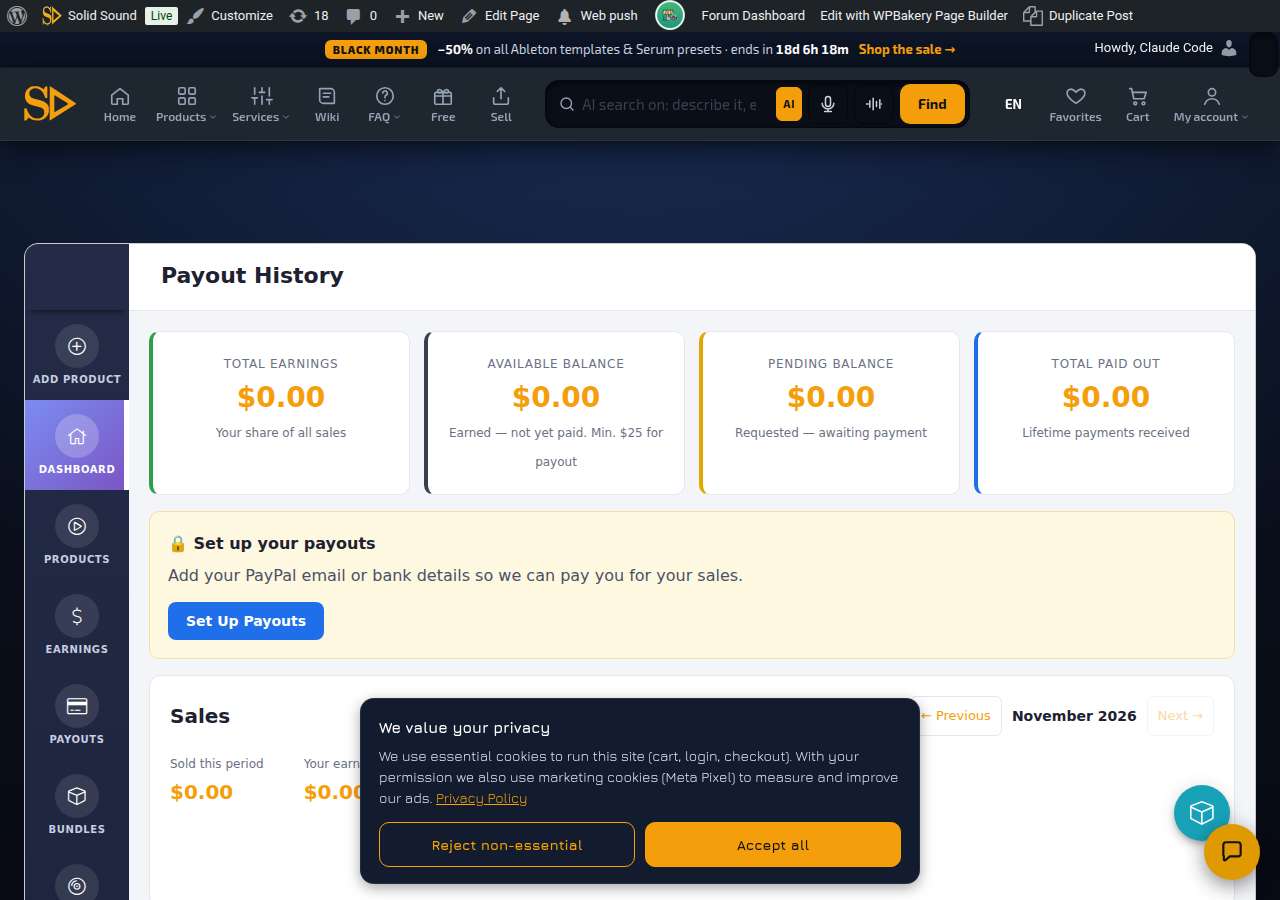 Solid Sound Live Customize 18 0 New Edit Page Web push Forum Dashboard Edit with WPBakery Page Builder Duplicate Post
BLACK MONTH –50% on all Ableton templates & Serum presets · ends in 18d 6h 18m Shop the sale →
Howdy, Claude Code
Home Products Services Wiki FAQ Free Sell
AI search on: describe it, e AI Find
EN Favorites Cart My account
Payout History
ADD PRODUCT
DASHBOARD
PRODUCTS
EARNINGS
PAYOUTS
BUNDLES
TOTAL EARNINGS
$0.00
Your share of all sales
AVAILABLE BALANCE
$0.00
Earned — not yet paid. Min. $25 for
payout
PENDING BALANCE
$0.00
Requested — awaiting payment
TOTAL PAID OUT
$0.00
Lifetime payments received
Set up your payouts
Add your PayPal email or bank details so we can pay you for your sales.
Set Up Payouts
Sales
← Previous November 2026 Next →
Sold this period
$0.00
Your earn
$0.00
We value your privacy
We use essential cookies to run this site (cart, login, checkout). With your
permission we also use marketing cookies (Meta Pixel) to measure and improve
our ads. Privacy Policy
Reject non-essential Accept all